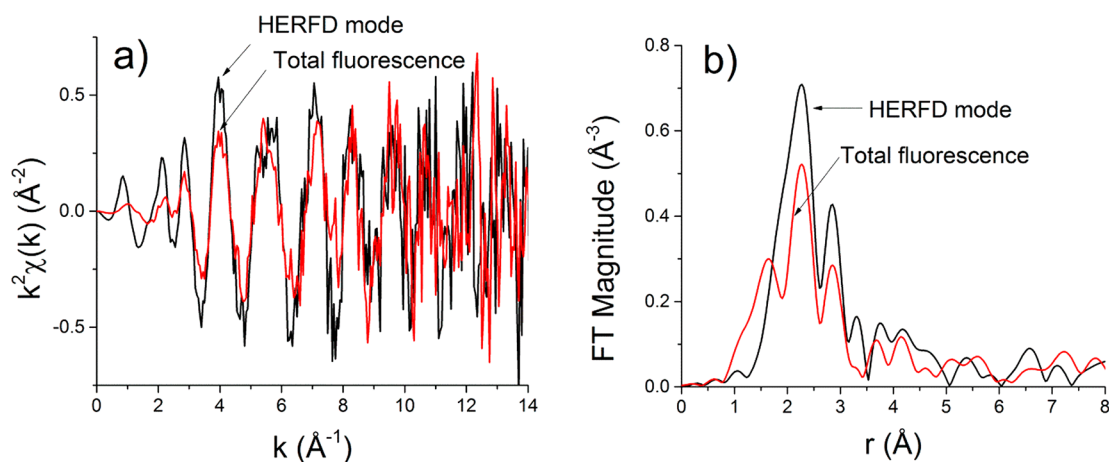 a)
HERFD mode
Total fluorescence
0.5
0.0
-0.5
k²χ(k) (Å⁻²)
0 2 4 6 8 10 12 14
k (Å⁻¹)
b)
HERFD mode
Total fluorescence
0.8
0.6
0.4
0.2
0.0
FT Magnitude (Å⁻³)
0 1 2 3 4 5 6 7 8
r (Å)